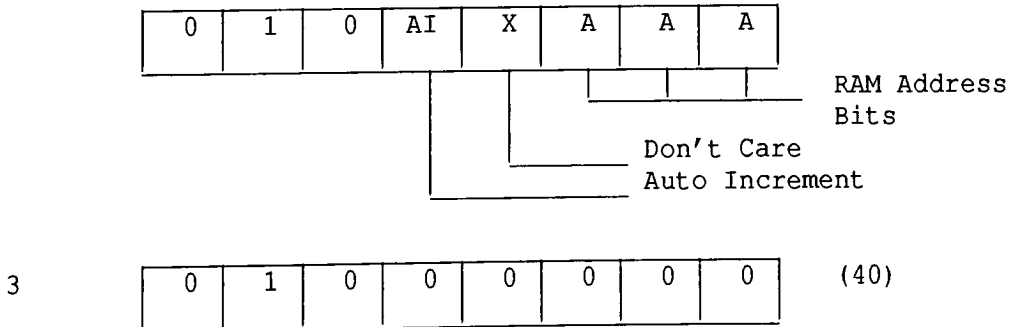 0 1 0 AI X A A A
RAM Address
Bits
Don't Care
Auto Increment
3 0 1 0 0 0 0 0 0 (40)